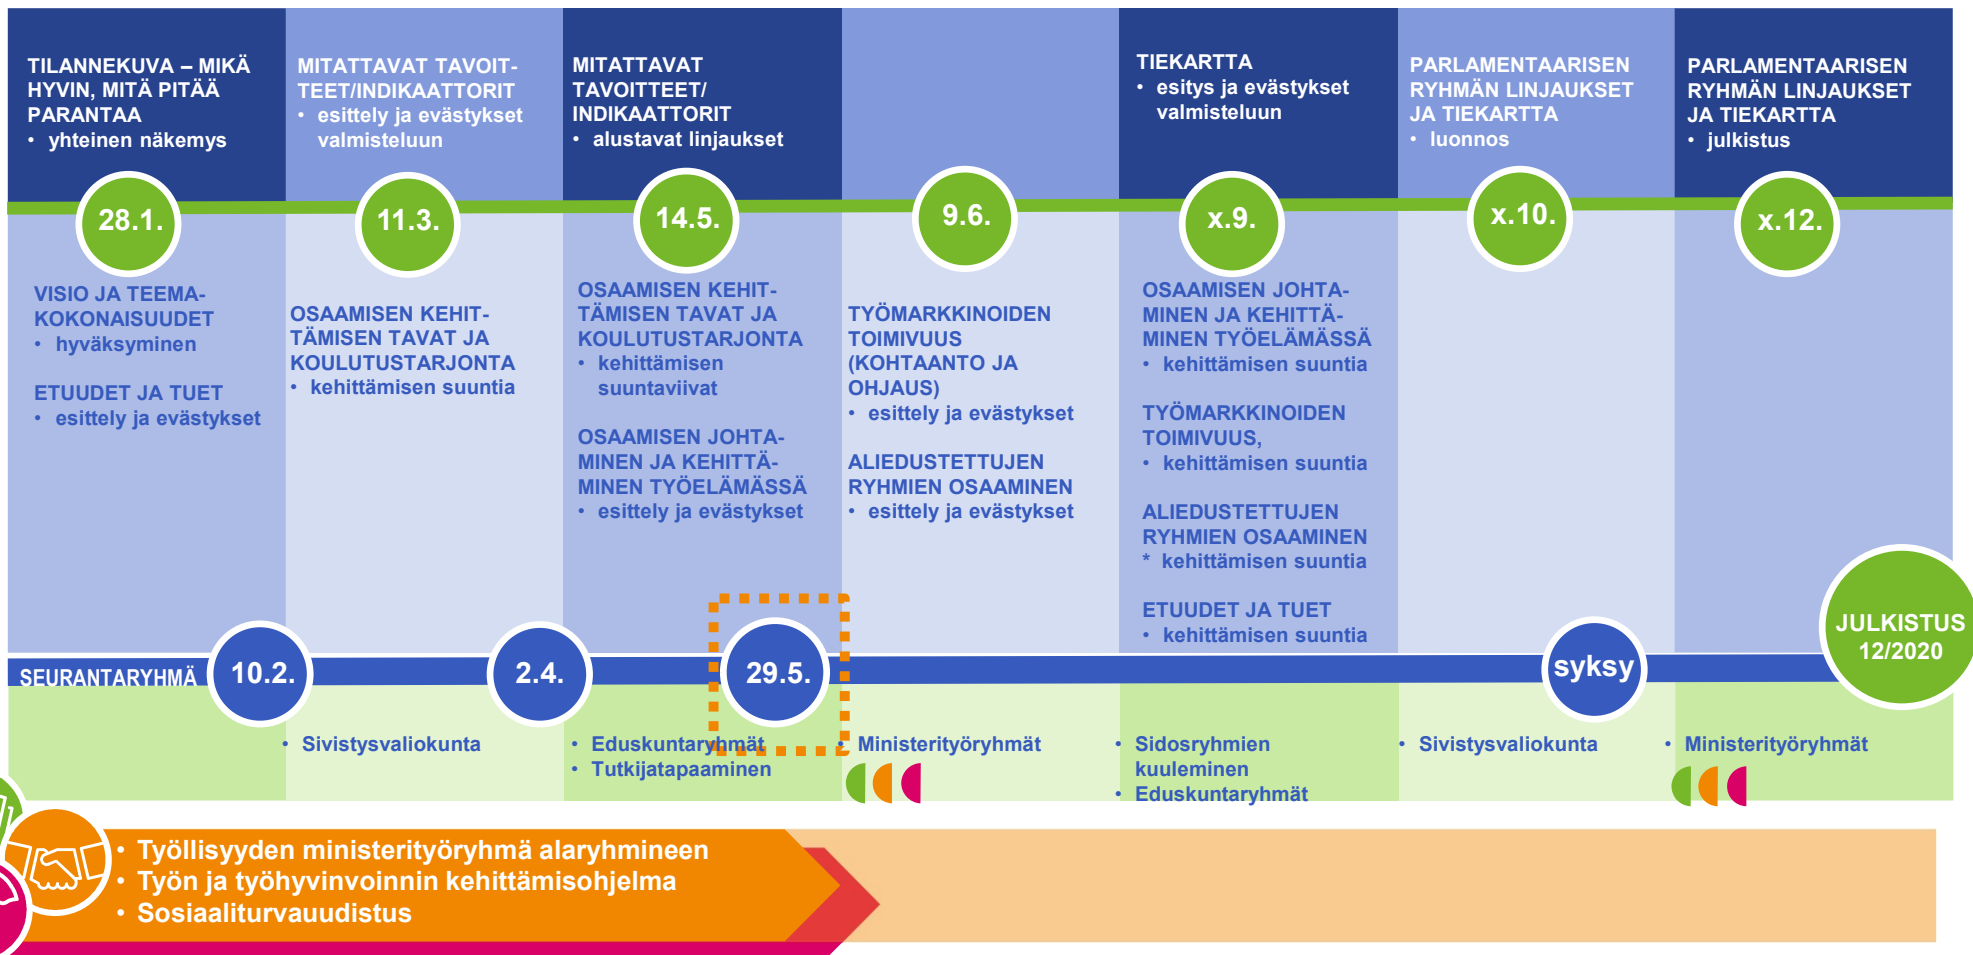 TILANNEKUVA – MIKÄ
HYVIN, MITÄ PITÄÄ
PARANTAA
• yhteinen näkemys
MITATTAVAT TAVOIT-
TEET/INDIKAATTORIT
• esittely ja evästykset
valmisteluun
MITATTAVAT
TAVOITTEET/
INDIKAATTORIT
• alustavat linjaukset
TIEKARTTA
• esitys ja evästykset
valmisteluun
PARLAMENTAARISEN
RYHMÄN LINJAUKSET
JA TIEKARTTA
• luonnos
PARLAMENTAARISEN
RYHMÄN LINJAUKSET
JA TIEKARTTA
• julkistus
28.1.
11.3.
14.5.
9.6.
x.9.
x.10.
x.12.
VISIO JA TEEMA-
KOKONAISUUDET
• hyväksyminen
ETUUDET JA TUET
• esittely ja evästykset
OSAAMISEN KEHIT-
TÄMISEN TAVAT JA
KOULUTUSTARJONTA
• kehittämisen suuntia
OSAAMISEN KEHIT-
TÄMISEN TAVAT JA
KOULUTUSTARJONTA
• kehittämisen
suuntaviivat
OSAAMISEN JOHTA-
MINEN JA KEHITTÄ-
MINEN TYÖELÄMÄSSÄ
• esittely ja evästykset
TYÖMARKKINOIDEN
TOIMIVUUS
(KOHTAANTO JA
OHJAUS)
• esittely ja evästykset
ALIEDUSTETTUJEN
RYHMIEN OSAAMINEN
• esittely ja evästykset
OSAAMISEN JOHTA-
MINEN JA KEHITTÄ-
MINEN TYÖELÄMÄSSÄ
• kehittämisen suuntia
TYÖMARKKINOIDEN
TOIMIVUUS,
• kehittämisen suuntia
ALIEDUSTETTUJEN
RYHMIEN OSAAMINEN
* kehittämisen suuntia
ETUUDET JA TUET
• kehittämisen suuntia
JULKISTUS
12/2020
SEURANTARYHMÄ
10.2.
2.4.
29.5.
syksy
• Sivistysvaliokunta
• Eduskuntaryhmät
• Tutkijatapaaminen
• Ministerityöryhmät
• Sidosryhmien
kuuleminen
• Eduskuntaryhmät
• Sivistysvaliokunta
• Ministerityöryhmät
• Työllisyyden ministerityöryhmä alaryhmineen
• Työn ja työhyvinvoinnin kehittämisohjelma
• Sosiaaliturvauudistus